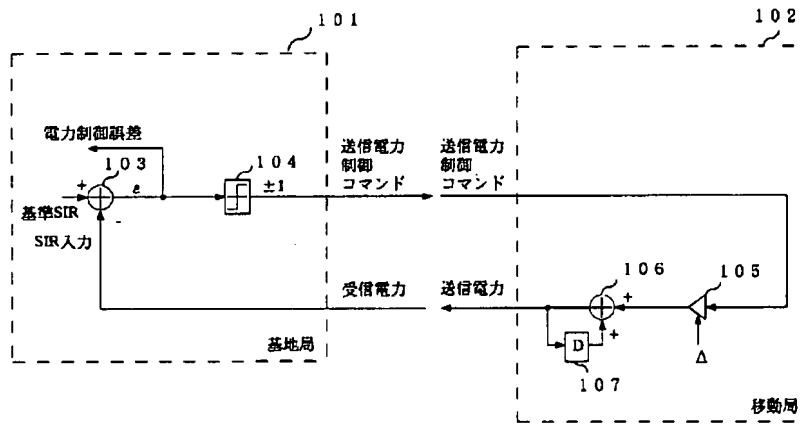 101
102
電力制御誤差
103
104
+
e
±1
基準SIR
-
SIR入力
送信電力
制御
コマンド
送信電力
制御
コマンド
106
105
受信電力
送信電力
+
+
D
Δ
107
基地局
移動局